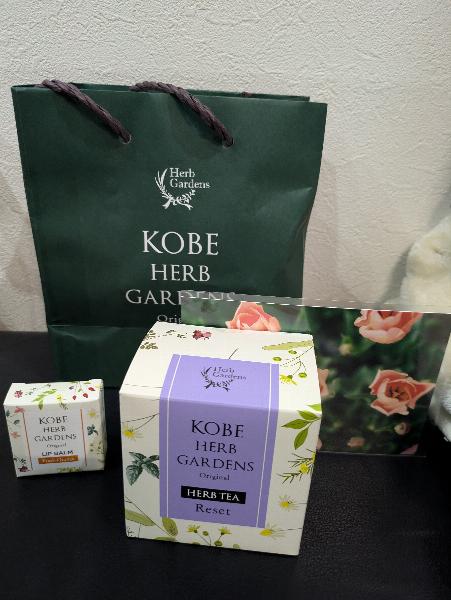 Herb
Gardens
KOBE
HERB
GARDENS
Herb
Gardens
KOBE
HERB
GARDENS
Original
HERB TEA
Reset
KOBE
HERB
GARDENS
Original
LIP BALM